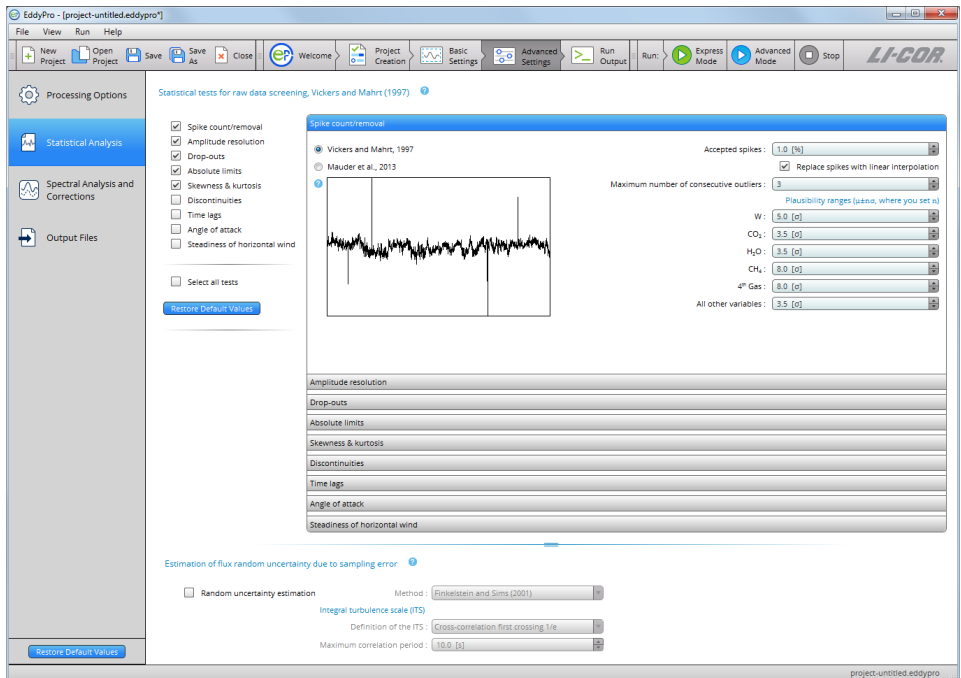 EddyPro - [project-untitled.eddypro*]
File View Run Help
New Project
Open Project
Save
Save As
Close
Welcome
Project Creation
Basic Settings
Advanced Settings
Run Output
Run:
Express Mode
Advanced Mode
Stop
LI-COR.
Processing Options
Statistical Analysis
Spectral Analysis and
Corrections
Output Files
Restore Default Values
Statistical tests for raw data screening, Vickers and Mahrt (1997) ?
Spike count/removal
Amplitude resolution
Drop-outs
Absolute limits
Skewness & kurtosis
Discontinuities
Time lags
Angle of attack
Steadiness of horizontal wind
Select all tests
Restore Default Values
Spike count/removal
Vickers and Mahrt, 1997
Mauder et al., 2013
?
Accepted spikes : 1.0 [%]
Replace spikes with linear interpolation
Maximum number of consecutive outliers : 3
Plausibility ranges (μ±nσ, where you set n)
W : 5.0 [σ]
CO₂ : 3.5 [σ]
H₂O : 3.5 [σ]
CH₄ : 8.0 [σ]
4ᵗʰ Gas : 8.0 [σ]
All other variables : 3.5 [σ]
Amplitude resolution
Drop-outs
Absolute limits
Skewness & kurtosis
Discontinuities
Time lags
Angle of attack
Steadiness of horizontal wind
Estimation of flux random uncertainty due to sampling error ?
Random uncertainty estimation
Method : Finkelstein and Sims (2001)
Integral turbulence scale (ITS)
Definition of the ITS : Cross-correlation first crossing 1/e
Maximum correlation period : 10.0 [s]
project-untitled.eddypro